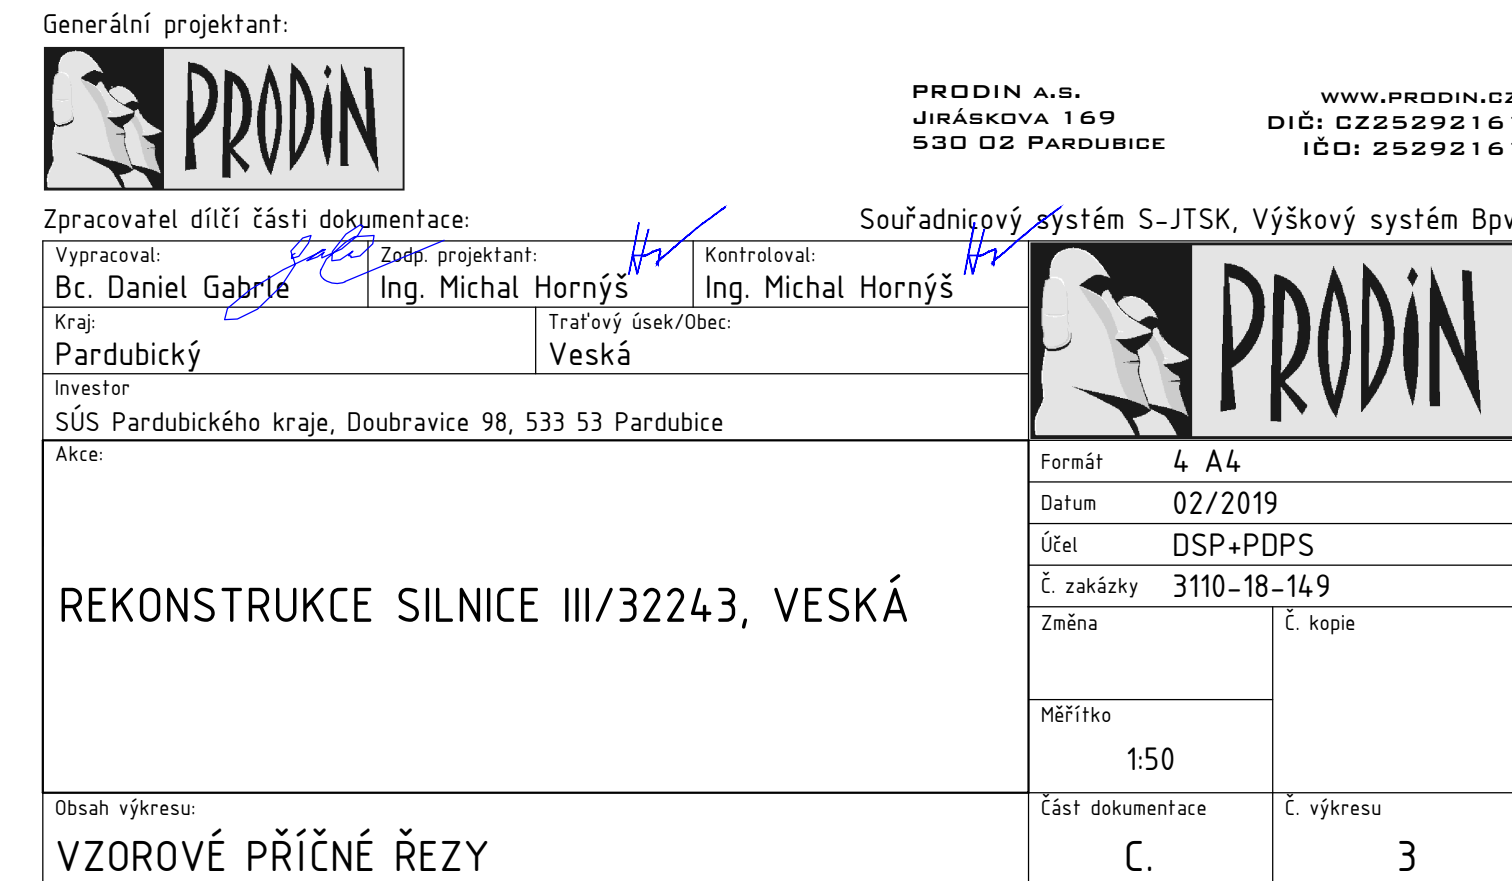 Generální projektant:
PRODIN
PRODIN A.S.
JIRÁSKOVA 169
530 02 PARDUBICE
WWW.PRODIN.CZ
DIČ: CZ25292161
IČO: 25292161
Zpracovatel dílčí části dokumentace:
Souřadnicový systém S-JTSK, Výškový systém Bpv
Vypracoval:
Bc. Daniel Gabrle
Zodp. projektant:
Ing. Michal Hornýš
Kontroloval:
Ing. Michal Hornýš
PRODIN
Kraj:
Pardubický
Traťový úsek/Obec:
Veská
Investor
SÚS Pardubického kraje, Doubravice 98, 533 53 Pardubice
Akce:
REKONSTRUKCE SILNICE III/32243, VESKÁ
Formát 4 A4
Datum 02/2019
Účel DSP+PDPS
Č. zakázky 3110-18-149
Změna
Č. kopie
Měřítko
1:50
Obsah výkresu:
VZOROVÉ PŘÍČNÉ ŘEZY
Část dokumentace
C.
Č. výkresu
3